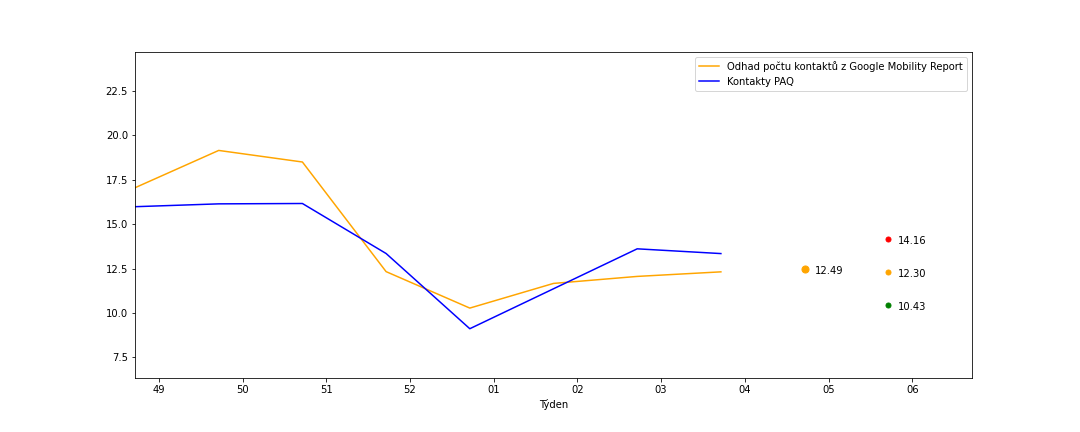 Odhad počtu kontaktů z Google Mobility Report
Kontakty PAQ
22.5
20.0
17.5
15.0
12.5
10.0
7.5
14.16
12.49
12.30
10.43
49 50 51 52 01 02 03 04 05 06
Týden